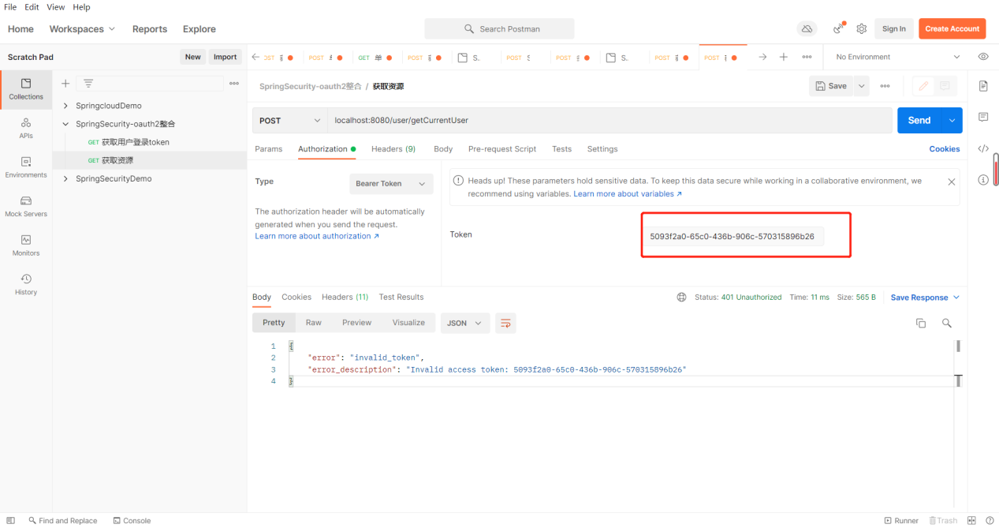 File Edit View Help
Home Workspaces Reports Explore Search Postman Sign In Create Account
Scratch Pad New Import POST GET POST S. POST POST S. POST POST No Environment
Collections
APIs
Environments
Mock Servers
Monitors
History
SpringcloudDemo
SpringSecurity-oauth2整合
GET 获取用户登录token
GET 获取资源
SpringSecurityDemo
SpringSecurity-oauth2整合 / 获取资源 Save
POST localhost:8080/user/getCurrentUser Send
Params Authorization Headers (9) Body Pre-request Script Tests Settings Cookies
Type Bearer Token
The authorization header will be automatically
generated when you send the request.
Learn more about authorization ↗
Heads up! These parameters hold sensitive data. To keep this data secure while working in a collaborative environment, we
recommend using variables. Learn more about variables ↗
Token 5093f2a0-65c0-436b-906c-570315896b26
Body Cookies Headers (11) Test Results Status: 401 Unauthorized Time: 11 ms Size: 565 B Save Response
Pretty Raw Preview Visualize JSON
1 {
2 "error": "invalid_token",
3 "error_description": "Invalid access token: 5093f2a0-65c0-436b-906c-570315896b26"
4 }
Find and Replace Console Runner Trash